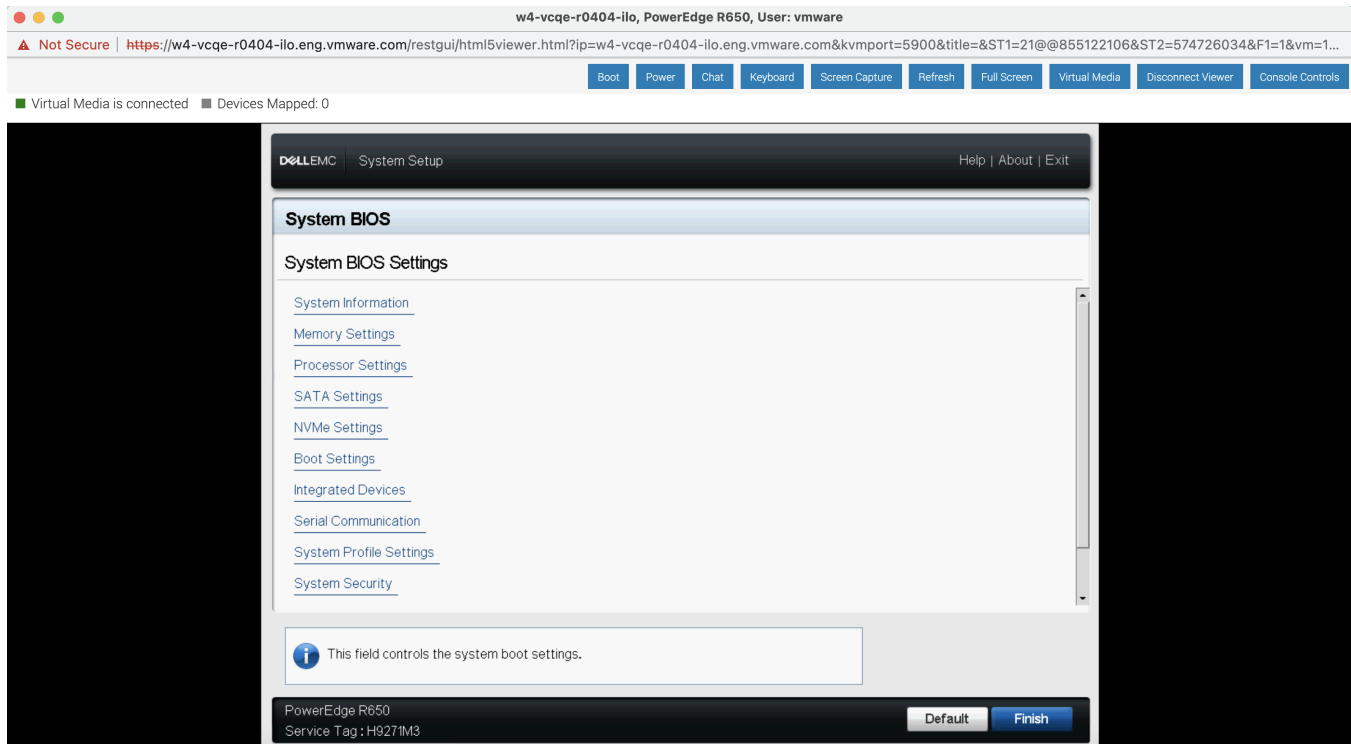 w4-vcqe-r0404-ilo, PowerEdge R650, User: vmware
Not Secure | https://w4-vcqe-r0404-ilo.eng.vmware.com/restgui/html5viewer.html?ip=w4-vcqe-r0404-ilo.eng.vmware.com&kvmport=5900&title=&ST1=21@@855122106&ST2=574726034&F1=1&vm=1...
Boot Power Chat Keyboard Screen Capture Refresh Full Screen Virtual Media Disconnect Viewer Console Controls
Virtual Media is connected Devices Mapped: 0
DELLEMC System Setup Help | About | Exit
System BIOS
System BIOS Settings
System Information
Memory Settings
Processor Settings
SATA Settings
NVMe Settings
Boot Settings
Integrated Devices
Serial Communication
System Profile Settings
System Security
This field controls the system boot settings.
PowerEdge R650
Service Tag : H9271M3
Default Finish